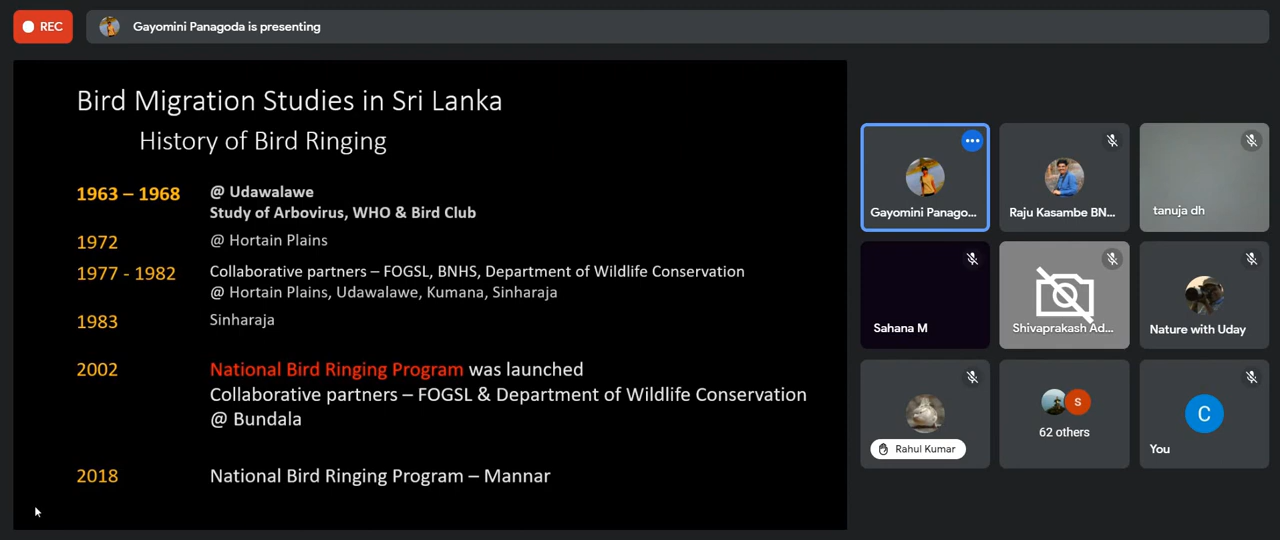 REC
Gayomini Panagoda is presenting
Bird Migration Studies in Sri Lanka
History of Bird Ringing
1963 – 1968 @ Udawalawe
Study of Arbovirus, WHO & Bird Club
1972 @ Hortain Plains
1977 - 1982 Collaborative partners – FOGSL, BNHS, Department of Wildlife Conservation
@ Hortain Plains, Udawalawe, Kumana, Sinharaja
1983 Sinharaja
2002 National Bird Ringing Program was launched
Collaborative partners – FOGSL & Department of Wildlife Conservation
@ Bundala
2018 National Bird Ringing Program – Mannar
Gayomini Panago...
Raju Kasambe BN...
tanuja dh
Sahana M
Shivaprakash Ad...
Nature with Uday
Rahul Kumar
S
62 others
C
You